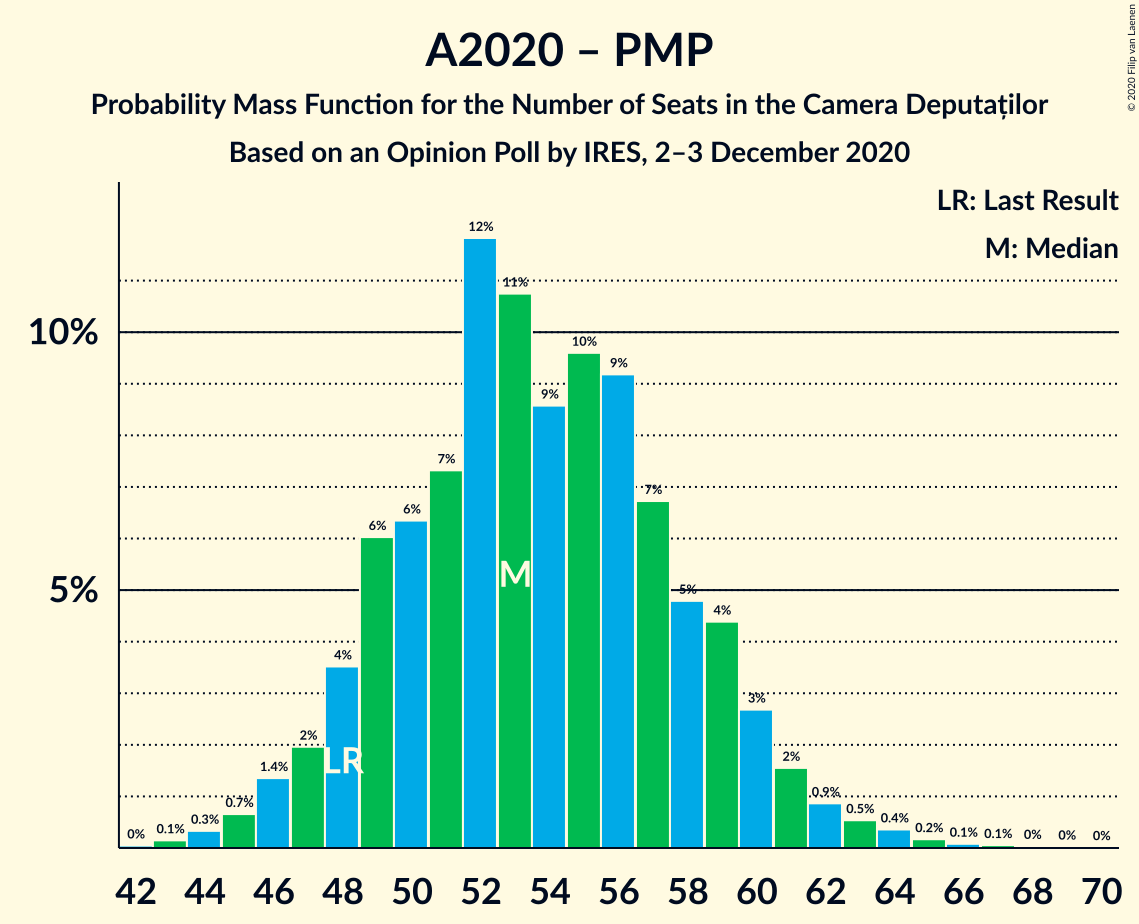 A2020 – PMP
Probability Mass Function for the Number of Seats in the Camera Deputaților
Based on an Opinion Poll by IRES, 2–3 December 2020
© 2020 Filip van Laenen
LR: Last Result
M: Median
10%
5%
0% 0.1% 0.3% 0.7% 1.4% 2% 4% 6% 6% 7% 12% 11% 9% 10% 9% 7% 5% 4% 3% 2% 0.9% 0.5% 0.4% 0.2% 0.1% 0.1% 0% 0% 0%
M
LR
42 44 46 48 50 52 54 56 58 60 62 64 66 68 70